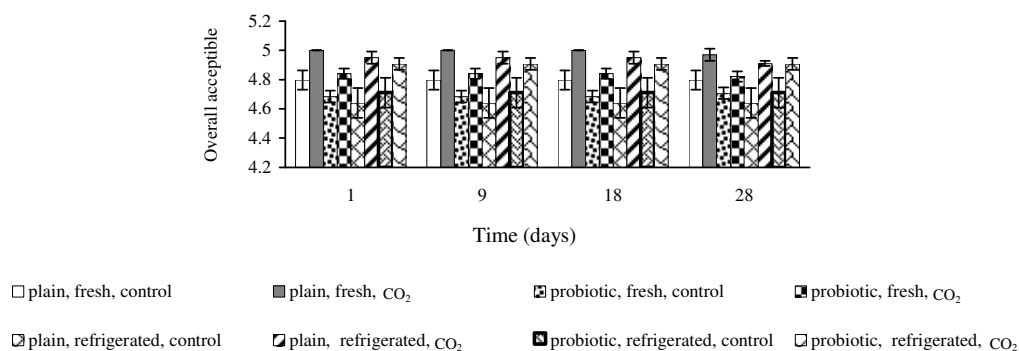 5.2
5
4.8
4.6
4.4
4.2
Overall acceptible
1 9 18 28
Time (days)
plain, fresh, control plain, fresh, CO₂ probiotic, fresh, control probiotic, fresh, CO₂
plain, refrigerated, control plain, refrigerated, CO₂ probiotic, refrigerated, control probiotic, refrigerated, CO₂